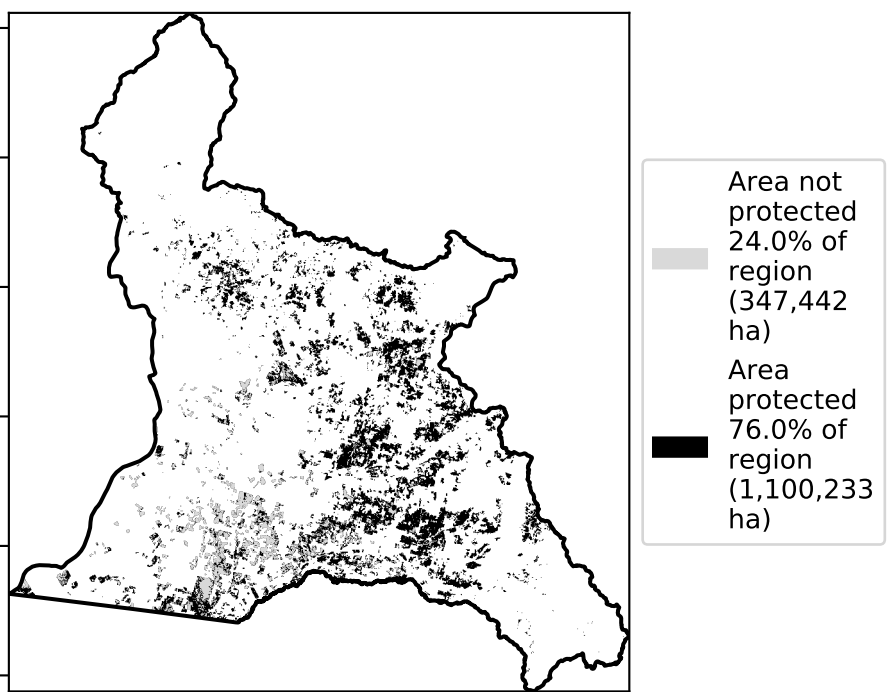 Area not
protected
24.0% of
region
(347,442
ha)
Area
protected
76.0% of
region
(1,100,233
ha)